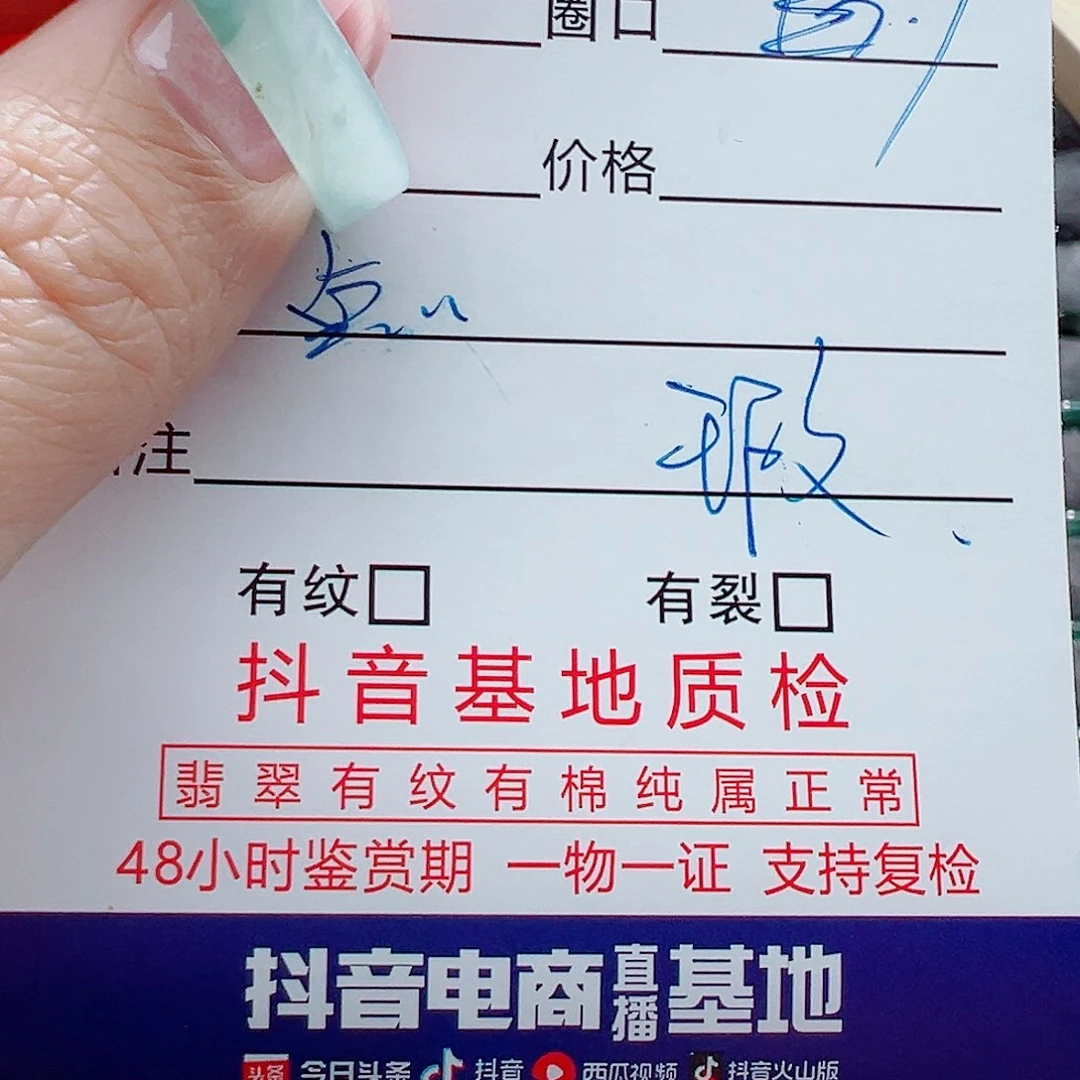 圈口
价格
点
注 瑕
有纹□ 有裂□
抖音基地质检
翡翠有纹有棉纯属正常
48小时鉴赏期 一物一证 支持复检
抖音电商直播基地
头条 今日头条 抖音 西瓜视频 抖音火山版